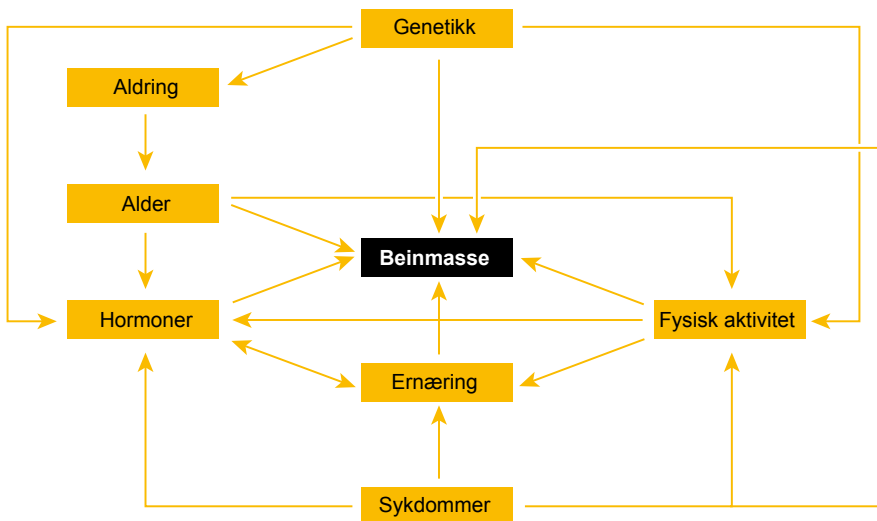 Genetikk
Aldring
Alder
Beinmasse
Hormoner
Fysisk aktivitet
Ernæring
Sykdommer